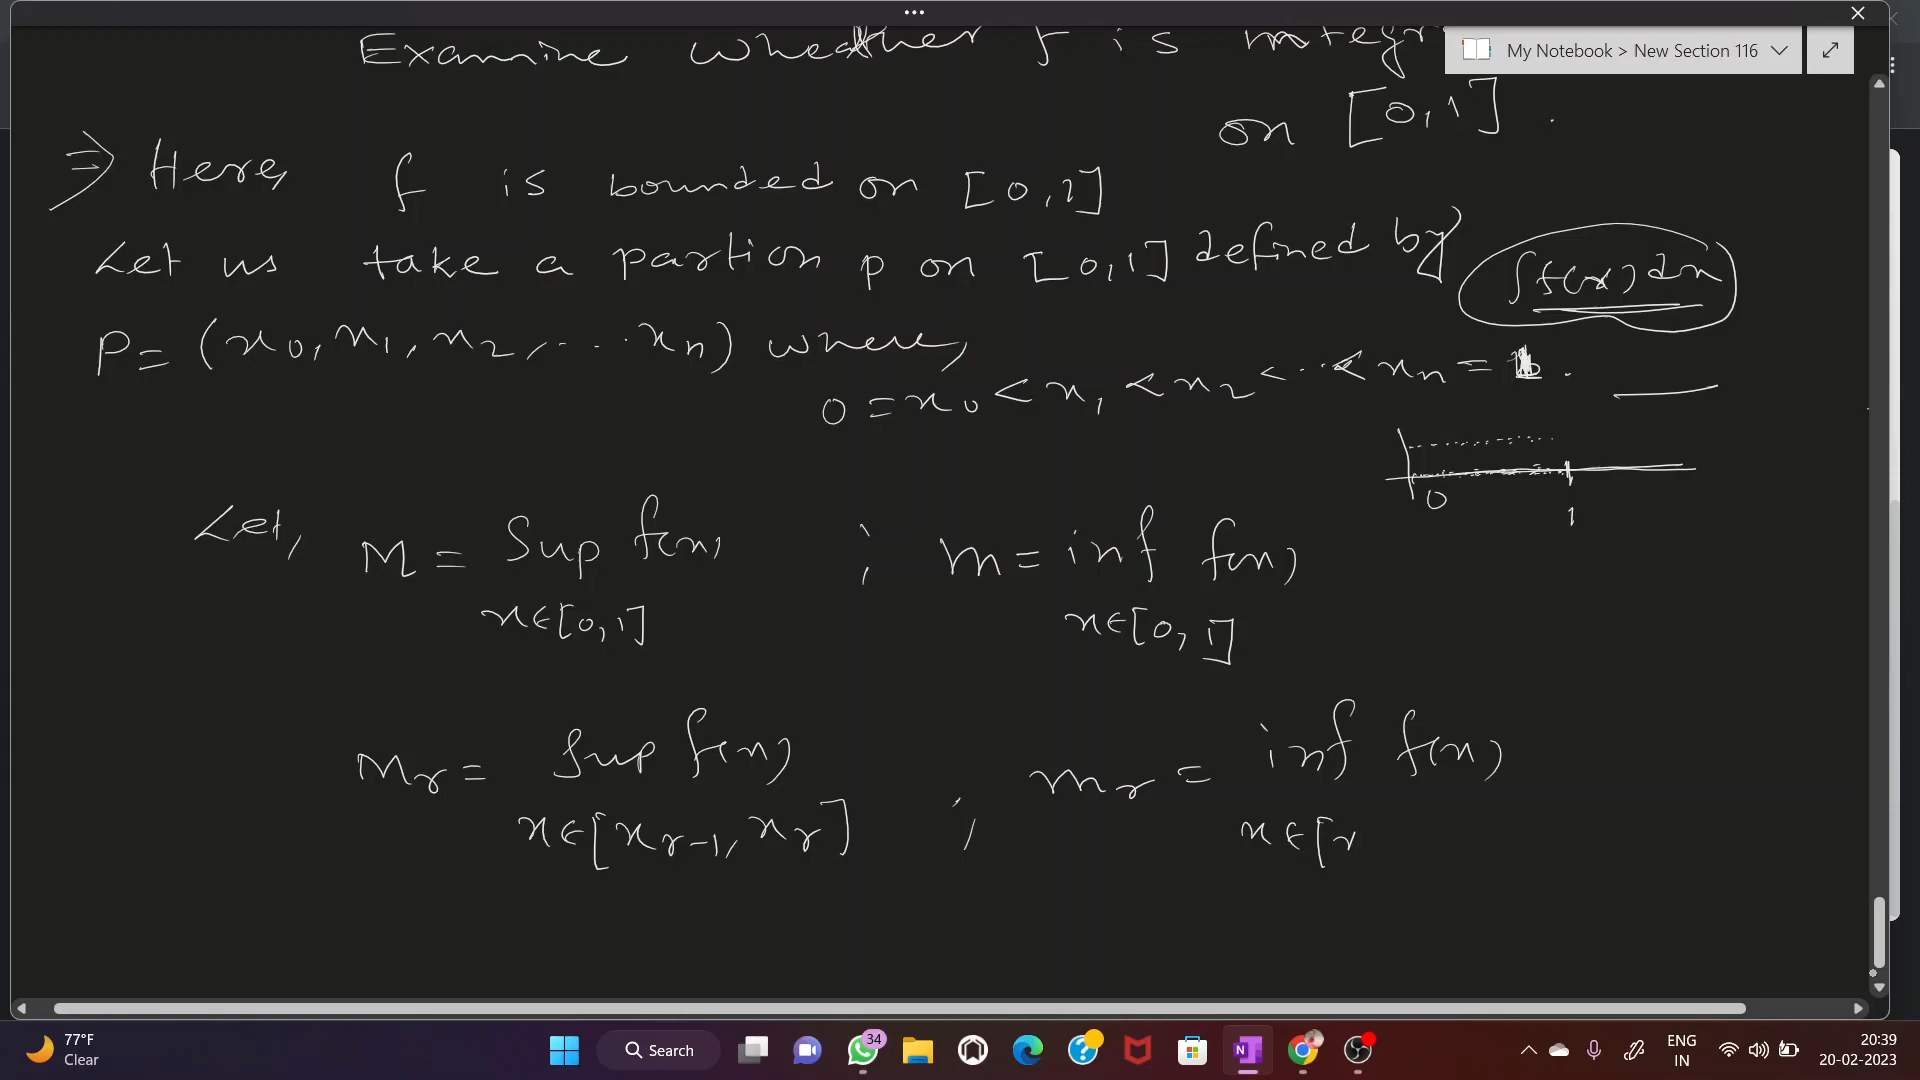 Examine whether f is integr
My Notebook > New Section 116
on [0,1] .
⇒ Here, f is bounded on [0,1]
Let us take a partion p on [0,1] defined by
∫f(x)dx
P = (x0, x1, x2, ... xn) where,
0 = x0 < x1 < x2 < ... < xn = 1 .
0
1
Let, M = Sup f(x) ; m = inf f(x)
x∈[0,1] x∈[0,1]
Mr = Sup f(x) ; mr = inf f(x)
x∈[xr-1, xr] x∈[x
77°F
Clear
Search
34
ENG
IN
20:39
20-02-2023